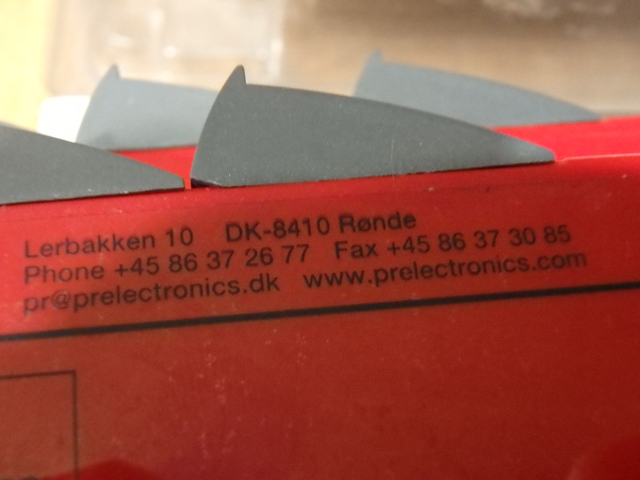 Lerbakken 10 DK-8410 Rønde
Phone +45 86 37 26 77 Fax +45 86 37 30 85
pr@prelectronics.dk www.prelectronics.com